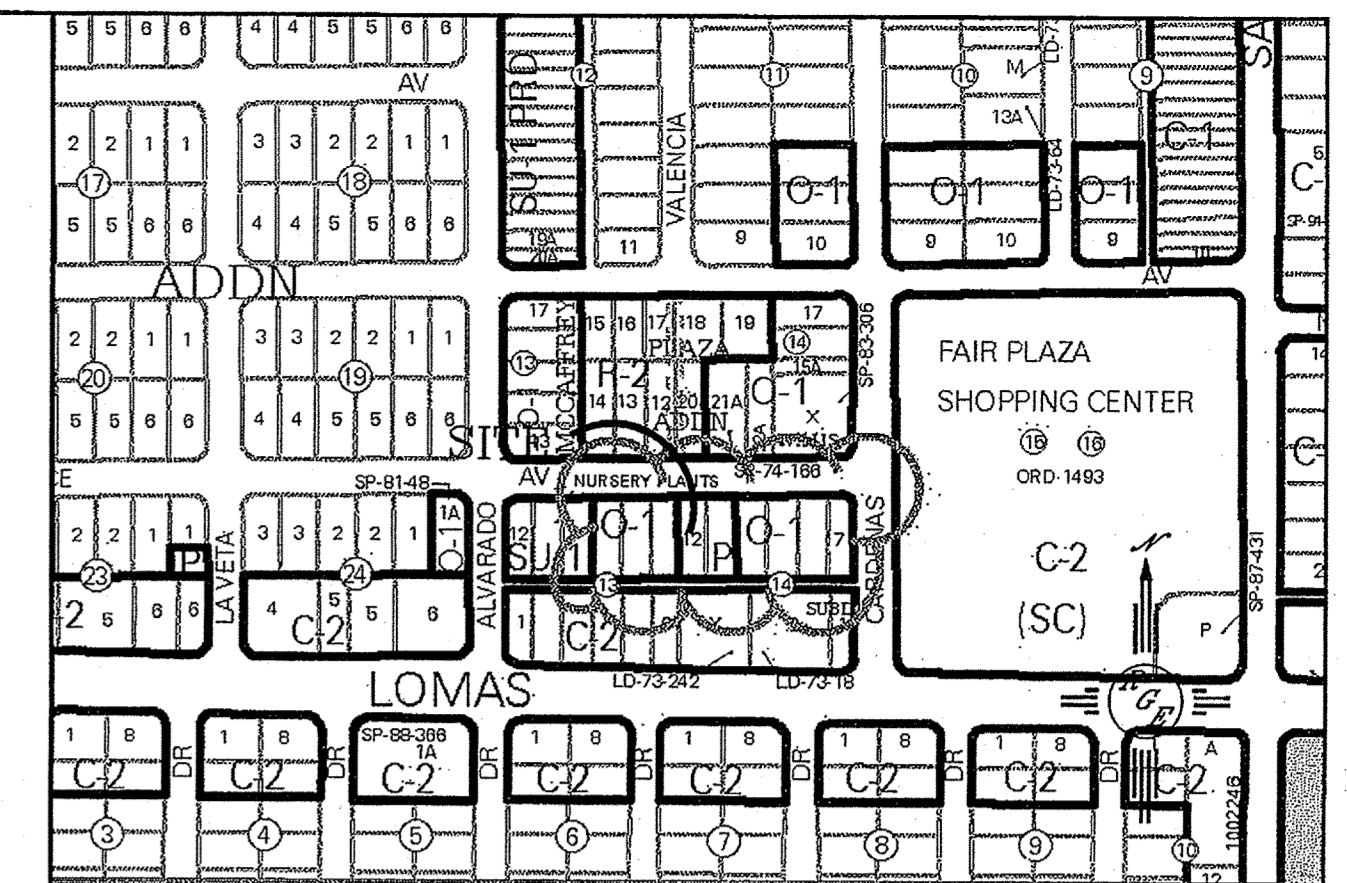 5 5 6 6 4 4 5 5 6 6
SU-1 PRD
12 11 10 9
M
LD-73
SA
AV
VALENCIA
13A
C-1
2 2 1 1 3 3 2 2 1 1
17 18
5 5 6 6 4 4 5 5 6 6
O-1 O-1 O-1
LD-73-64
C-
SP-91
19A
20A
11 9 10 9 10 9
ADDN
AV
17 MCCAFFREY 15 16 17 18 19 17
SP-83-306
2 2 1 1 3 3 2 2 1 1
PLAZA
14
15A
FAIR PLAZA
SHOPPING CENTER
15 16
ORD-1493
20 19 13
R-2
O-1
14 13 12 20 21A
X
5 5 6 6 4 4 5 5 6 6
ADDN.
SITE
13
AV
SP-74-166
C-
SP-81-48
NURSERY PLANTS
1A
O-1
ALVARADO
12
SU-1
O-1
12
P
O-1
7
CARDENAS
2 2 1 1 3 3 2 2 1
P
LA VETA
C-2
(SC)
N
SP-87-431
P
23 24 13 14
-2 5 6 6 4 5 5 6
C-2
1
C-2
SUBD
LD-73-242 LD-73-18
LOMAS
R
G
E
1 8 DR 1 8 DR SP-88-366 DR 1 8 DR 1 8 DR 1 8 DR 1 8 DR A
1A
C-2 C-2 C-2 C-2 C-2 C-2 C-2 C-2
1002246
3 4 5 6 7 8 9 10
12